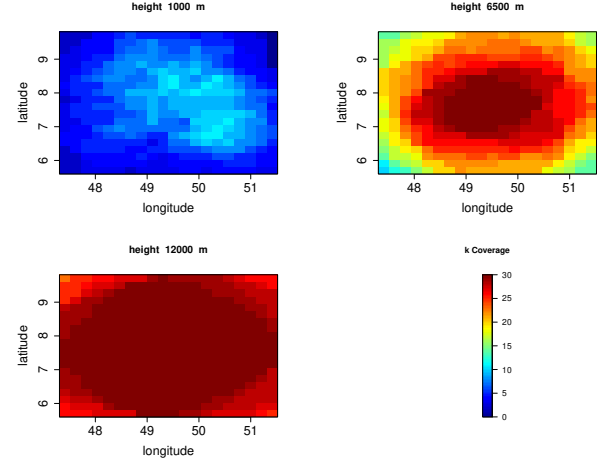 height 1000 m
9
8
7
6
latitude
48 49 50 51
longitude
height 6500 m
9
8
7
6
latitude
48 49 50 51
longitude
height 12000 m
9
8
7
6
latitude
48 49 50 51
longitude
k Coverage
30
25
20
15
10
5
0